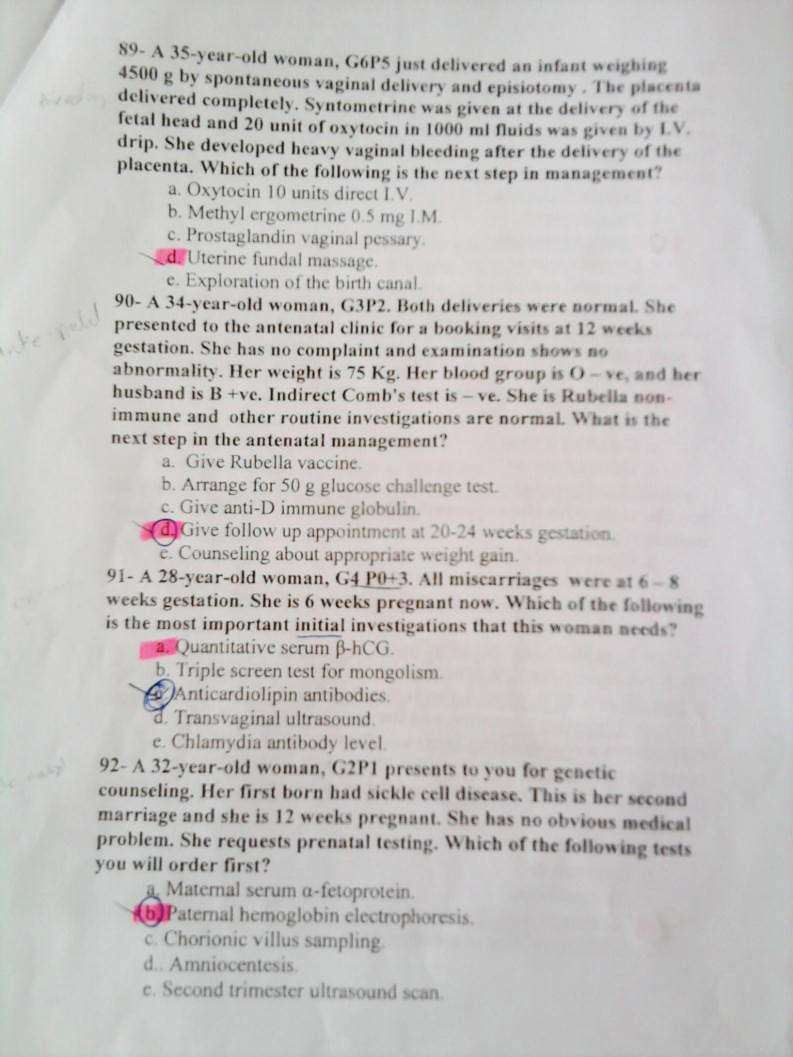 89- A 35-year-old woman, G6P5 just delivered an infant weighing
4500 g by spontaneous vaginal delivery and episiotomy . The placenta
delivered completely. Syntometrine was given at the delivery of the
fetal head and 20 unit of oxytocin in 1000 ml fluids was given by I.V.
drip. She developed heavy vaginal bleeding after the delivery of the
placenta. Which of the following is the next step in management?
a. Oxytocin 10 units direct I.V.
b. Methyl ergometrine 0.5 mg I.M.
c. Prostaglandin vaginal pessary.
d. Uterine fundal massage.
e. Exploration of the birth canal.
90- A 34-year-old woman, G3P2. Both deliveries were normal. She
presented to the antenatal clinic for a booking visits at 12 weeks
gestation. She has no complaint and examination shows no
abnormality. Her weight is 75 Kg. Her blood group is O – ve, and her
husband is B +ve. Indirect Comb's test is – ve. She is Rubella non-
immune and other routine investigations are normal. What is the
next step in the antenatal management?
a. Give Rubella vaccine.
b. Arrange for 50 g glucose challenge test.
c. Give anti-D immune globulin.
d. Give follow up appointment at 20-24 weeks gestation.
e. Counseling about appropriate weight gain.
91- A 28-year-old woman, G4 P0+3. All miscarriages were at 6 – 8
weeks gestation. She is 6 weeks pregnant now. Which of the following
is the most important initial investigations that this woman needs?
a. Quantitative serum β-hCG.
b. Triple screen test for mongolism.
c. Anticardiolipin antibodies.
d. Transvaginal ultrasound.
e. Chlamydia antibody level.
92- A 32-year-old woman, G2P1 presents to you for genetic
counseling. Her first born had sickle cell disease. This is her second
marriage and she is 12 weeks pregnant. She has no obvious medical
problem. She requests prenatal testing. Which of the following tests
you will order first?
a. Maternal serum α-fetoprotein.
b. Paternal hemoglobin electrophoresis.
c. Chorionic villus sampling.
d.. Amniocentesis.
e. Second trimester ultrasound scan.